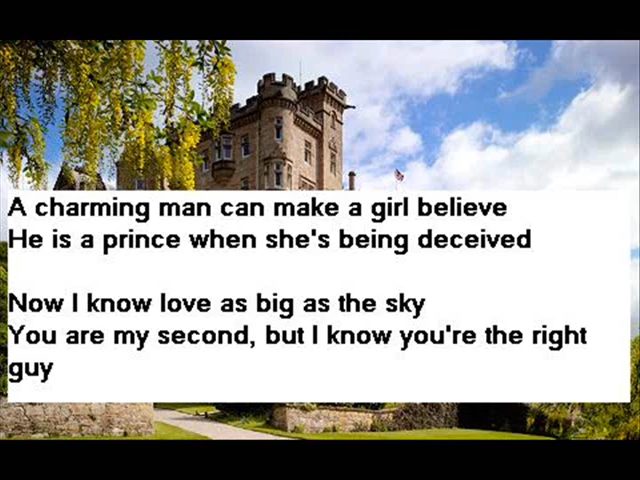 A charming man can make a girl believe
He is a prince when she's being deceived
Now I know love as big as the sky
You are my second, but I know you're the right
guy